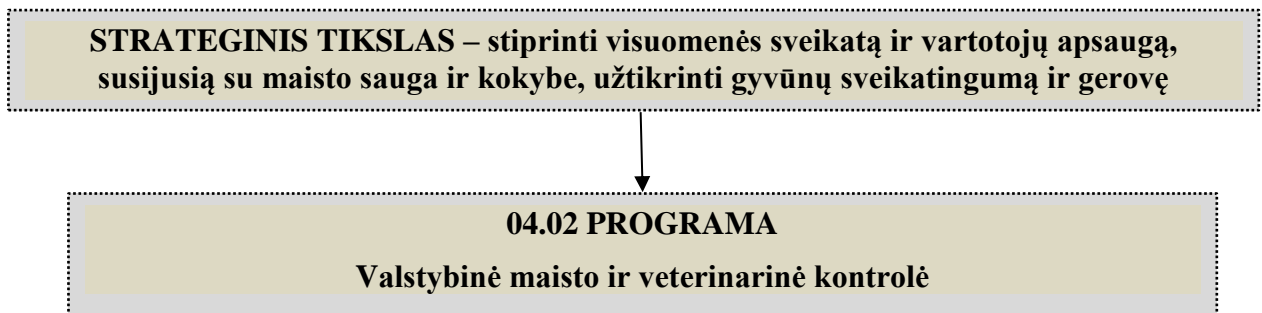 STRATEGINIS TIKSLAS – stiprinti visuomenės sveikatą ir vartotojų apsaugą,
susijusią su maisto sauga ir kokybe, užtikrinti gyvūnų sveikatingumą ir gerovę
04.02 PROGRAMA
Valstybinė maisto ir veterinarinė kontrolė